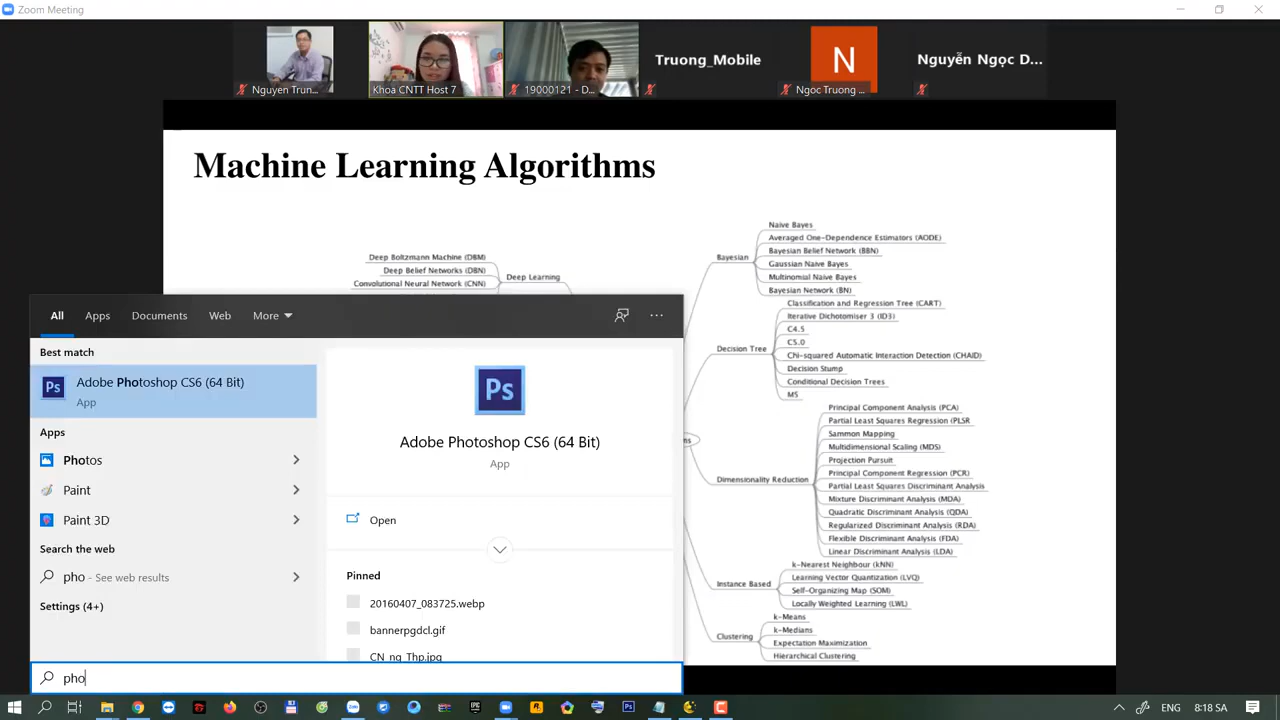 Zoom Meeting
Nguyen Trun...
Khoa CNTT Host 7
19000121 - D...
Truong_Mobile
N
Ngoc Truong ...
Nguyễn Ngọc D...
Machine Learning Algorithms
Deep Boltzmann Machine (DBM)
Deep Belief Networks (DBN)
Convolutional Neural Network (CNN)
Deep Learning
Bayesian
Naive Bayes
Averaged One-Dependence Estimators (AODE)
Bayesian Belief Network (BBN)
Gaussian Naive Bayes
Multinomial Naive Bayes
Bayesian Network (BN)
Decision Tree
Classification and Regression Tree (CART)
Iterative Dichotomiser 3 (ID3)
C4.5
C5.0
Chi-squared Automatic Interaction Detection (CHAID)
Decision Stump
Conditional Decision Trees
M5
ms
Dimensionality Reduction
Principal Component Analysis (PCA)
Partial Least Squares Regression (PLSR
Sammon Mapping
Multidimensional Scaling (MDS)
Projection Pursuit
Principal Component Regression (PCR)
Partial Least Squares Discriminant Analysis
Mixture Discriminant Analysis (MDA)
Quadratic Discriminant Analysis (QDA)
Regularized Discriminant Analysis (RDA)
Flexible Discriminant Analysis (FDA)
Linear Discriminant Analysis (LDA)
Instance Based
k-Nearest Neighbour (kNN)
Learning Vector Quantization (LVQ)
Self-Organizing Map (SOM)
Locally Weighted Learning (LWL)
Clustering
k-Means
k-Medians
Expectation Maximization
Hierarchical Clustering
All Apps Documents Web More
Best match
Ps
Adobe Photoshop CS6 (64 Bit)
App
Apps
Photos
Paint
Paint 3D
Search the web
pho - See web results
Settings (4+)
Ps
Adobe Photoshop CS6 (64 Bit)
App
Open
Pinned
20160407_083725.webp
bannerpgdcl.gif
CN_ng_Thp.jpg
pho
ENG 8:18 SA